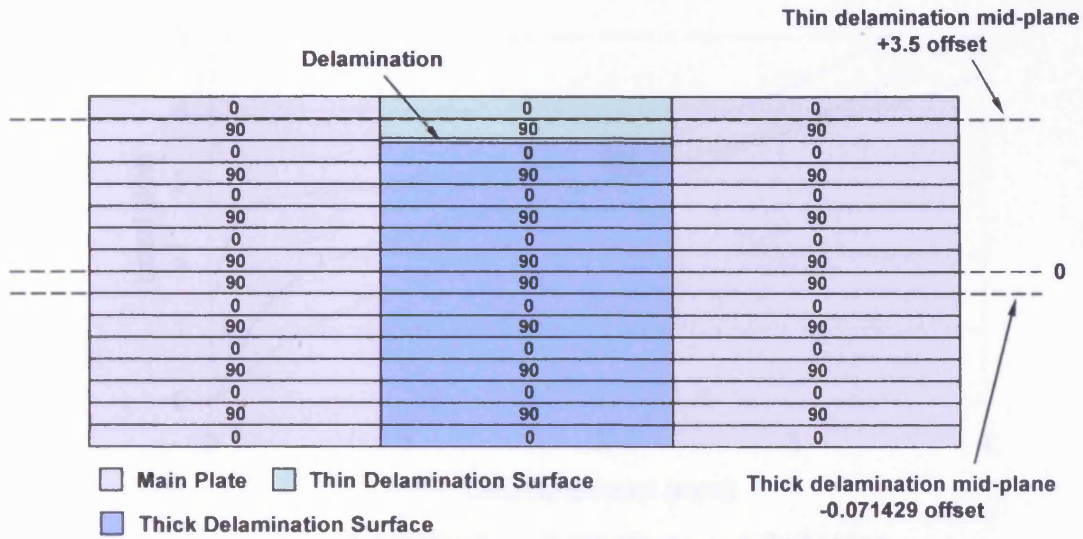 Thin delamination mid-plane
+3.5 offset
Delamination
0 0 0
90 90 90
0 0 0
90 90 90
0 0 0
90 90 90
0 0 0
90 90 90
0
90 90 90
0 0 0
90 90 90
0 0 0
90 90 90
0 0 0
90 90 90
0 0 0
Main Plate Thin Delamination Surface
Thick Delamination Surface
Thick delamination mid-plane
-0.071429 offset